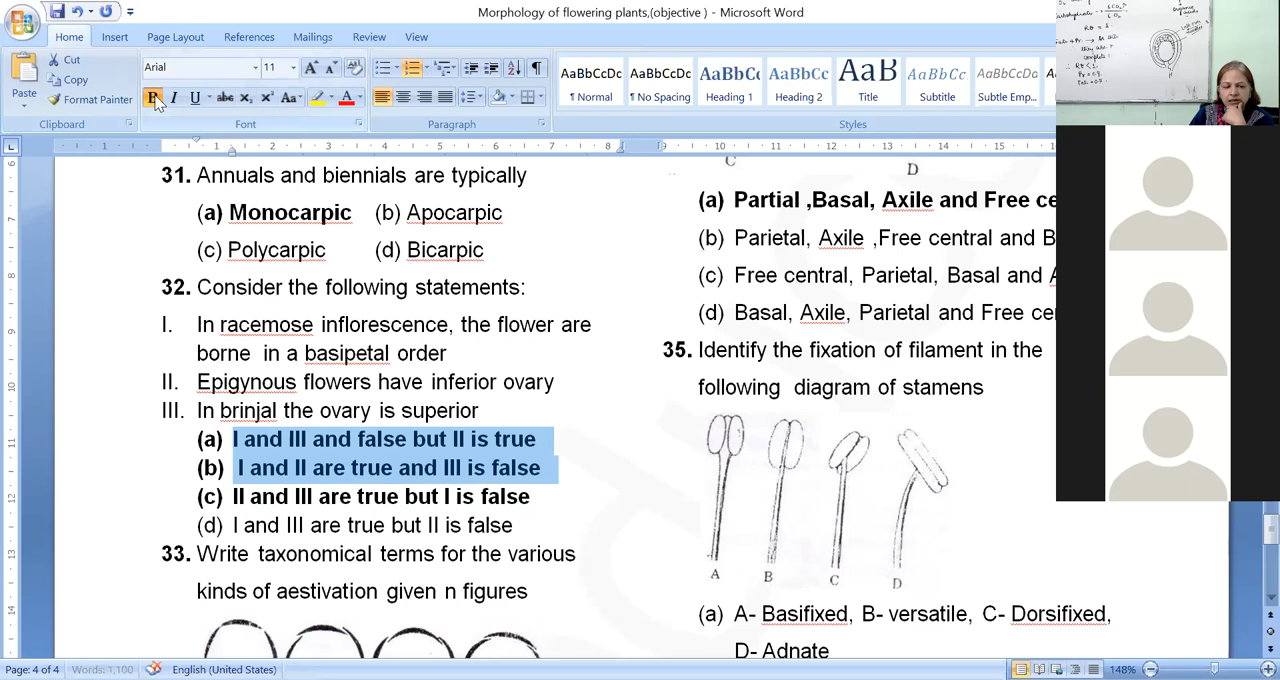 Morphology of flowering plants,(objective ) - Microsoft Word
Home Insert Page Layout References Mailings Review View
Paste
Cut
Copy
Format Painter
Clipboard
Arial 11
Font
Paragraph
AaBbCcDc AaBbCcDc AaBbCc AaBbCc AaB AaBbCc AaBbCcDc
¶ Normal ¶ No Spacing Heading 1 Heading 2 Title Subtitle Subtle Emp...
Styles
31. Annuals and biennials are typically
(a) Monocarpic (b) Apocarpic
(c) Polycarpic (d) Bicarpic
32. Consider the following statements:
I. In racemose inflorescence, the flower are
borne in a basipetal order
II. Epigynous flowers have inferior ovary
III. In brinjal the ovary is superior
(a) I and III and false but II is true
(b) I and II are true and III is false
(c) II and III are true but I is false
(d) I and III are true but II is false
33. Write taxonomical terms for the various
kinds of aestivation given n figures
C D
(a) Partial ,Basal, Axile and Free ce
(b) Parietal, Axile ,Free central and B
(c) Free central, Parietal, Basal and A
(d) Basal, Axile, Parietal and Free ce
35. Identify the fixation of filament in the
following diagram of stamens
A B C D
(a) A- Basifixed, B- versatile, C- Dorsifixed,
D- Adnate
Page: 4 of 4 Words: 1,100 English (United States) 148%